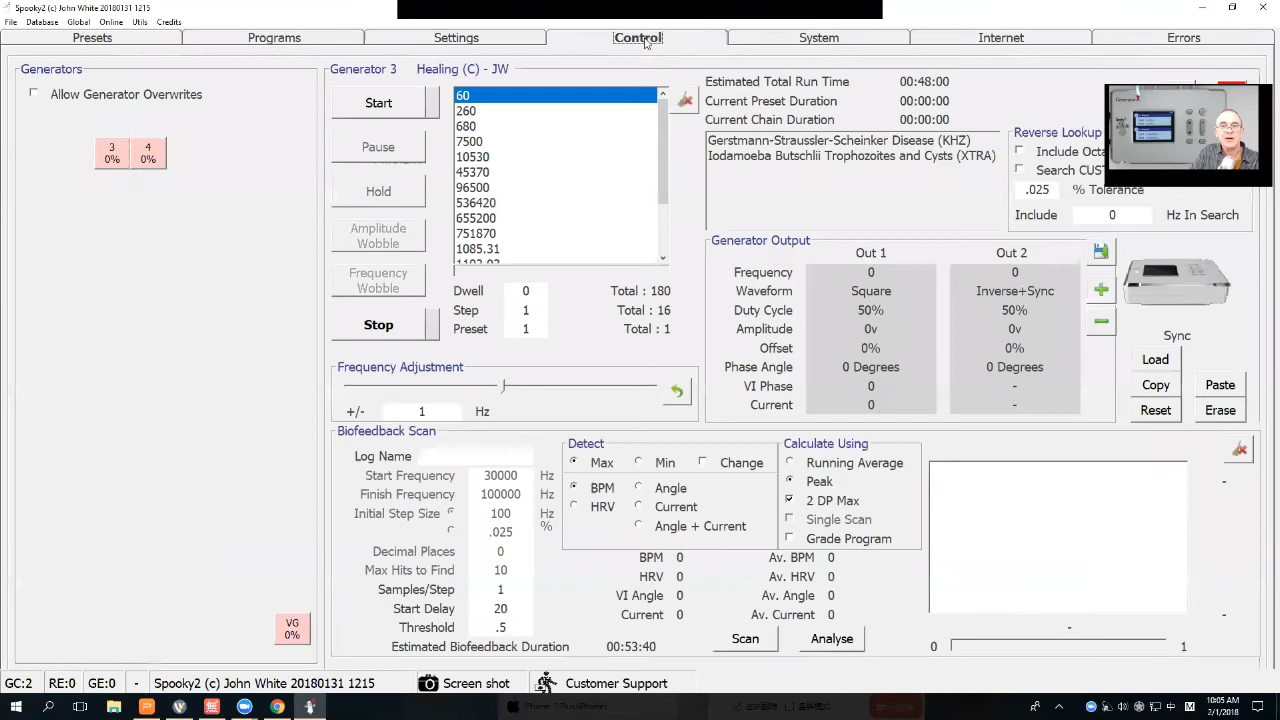 Spooky2 (c) John White 20180131 1215
File Database Global Online Utils Credits
Presets Programs Settings Control System Internet Errors
Generators
Allow Generator Overwrites
3 4
0% 0%
VG
0%
Generator 3 Healing (C) - JW
Start
Pause
Hold
Amplitude
Wobble
Frequency
Wobble
Stop
60
260
680
7500
10530
45370
96500
536420
655200
751870
1085.31
Dwell 0 Total : 180
Step 1 Total : 16
Preset 1 Total : 1
Frequency Adjustment
+/- 1 Hz
Estimated Total Run Time 00:48:00
Current Preset Duration 00:00:00
Current Chain Duration 00:00:00
Gerstmann-Straussler-Scheinker Disease (KHZ)
Iodamoeba Butschlii Trophozoites and Cysts (XTRA)
Reverse Lookup
Include Octa
Search CUST
.025 % Tolerance
Include 0 Hz In Search
Generator Output
Out 1 Out 2
Frequency 0 0
Waveform Square Inverse+Sync
Duty Cycle 50% 50%
Amplitude 0v 0v
Offset 0% 0%
Phase Angle 0 Degrees 0 Degrees
VI Phase 0 -
Current 0 -
Sync
Load
Copy Paste
Reset Erase
Biofeedback Scan
Log Name
Start Frequency 30000 Hz
Finish Frequency 100000 Hz
Initial Step Size 100 Hz
.025 %
Decimal Places 0
Max Hits to Find 10
Samples/Step 1
Start Delay 20
Threshold .5
Estimated Biofeedback Duration 00:53:40
Detect
Max Min Change
BPM Angle
HRV Current
Angle + Current
Calculate Using
Running Average
Peak
2 DP Max
Single Scan
Grade Program
BPM 0 Av. BPM 0
HRV 0 Av. HRV 0
VI Angle 0 Av. Angle 0
Current 0 Av. Current 0
Scan Analyse
-
-
-
0 1
GC:2 RE:0 GE:0 - Spooky2 (c) John White 20180131 1215 Screen shot Customer Support
10:05 AM
2/1/2018